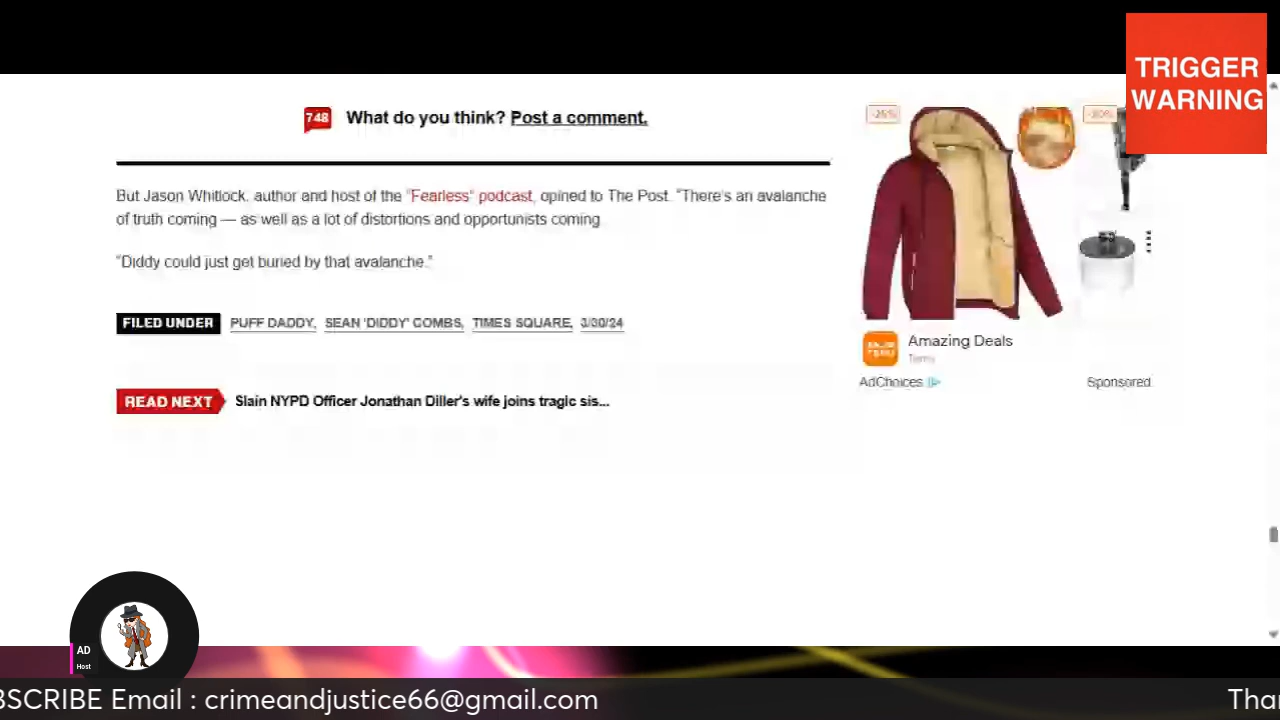 TRIGGER
WARNING
748 What do you think? Post a comment.
But Jason Whitlock, author and host of the "Fearless" podcast, opined to The Post. "There's an avalanche
of truth coming — as well as a lot of distortions and opportunists coming.
"Diddy could just get buried by that avalanche."
FILED UNDER PUFF DADDY, SEAN 'DIDDY' COMBS, TIMES SQUARE, 3/30/24
READ NEXT Slain NYPD Officer Jonathan Diller's wife joins tragic sis...
Amazing Deals
Temu
AdChoices
Sponsored
AD
Host
BSCRIBE Email : crimeandjustice66@gmail.com
Than